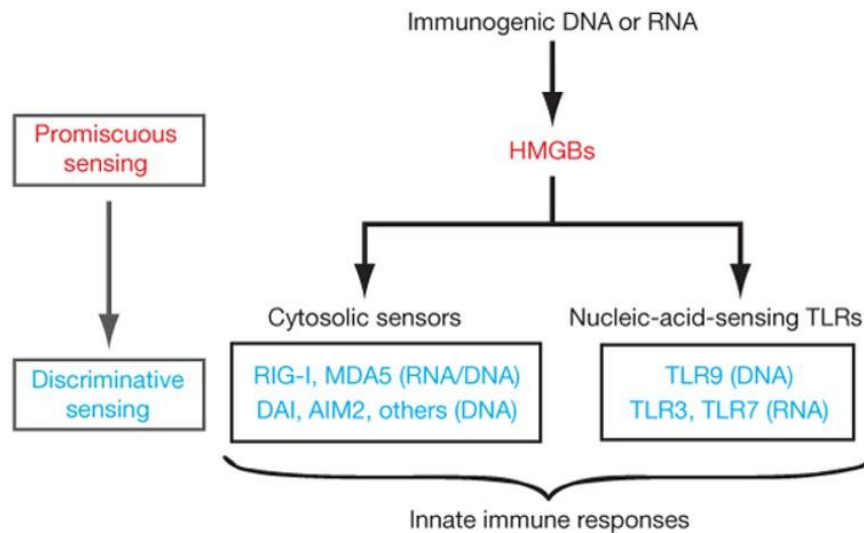 Immunogenic DNA or RNA
Promiscuous
sensing
HMGBs
Cytosolic sensors
Nucleic-acid-sensing TLRs
Discriminative
sensing
RIG-I, MDA5 (RNA/DNA)
DAI, AIM2, others (DNA)
TLR9 (DNA)
TLR3, TLR7 (RNA)
Innate immune responses